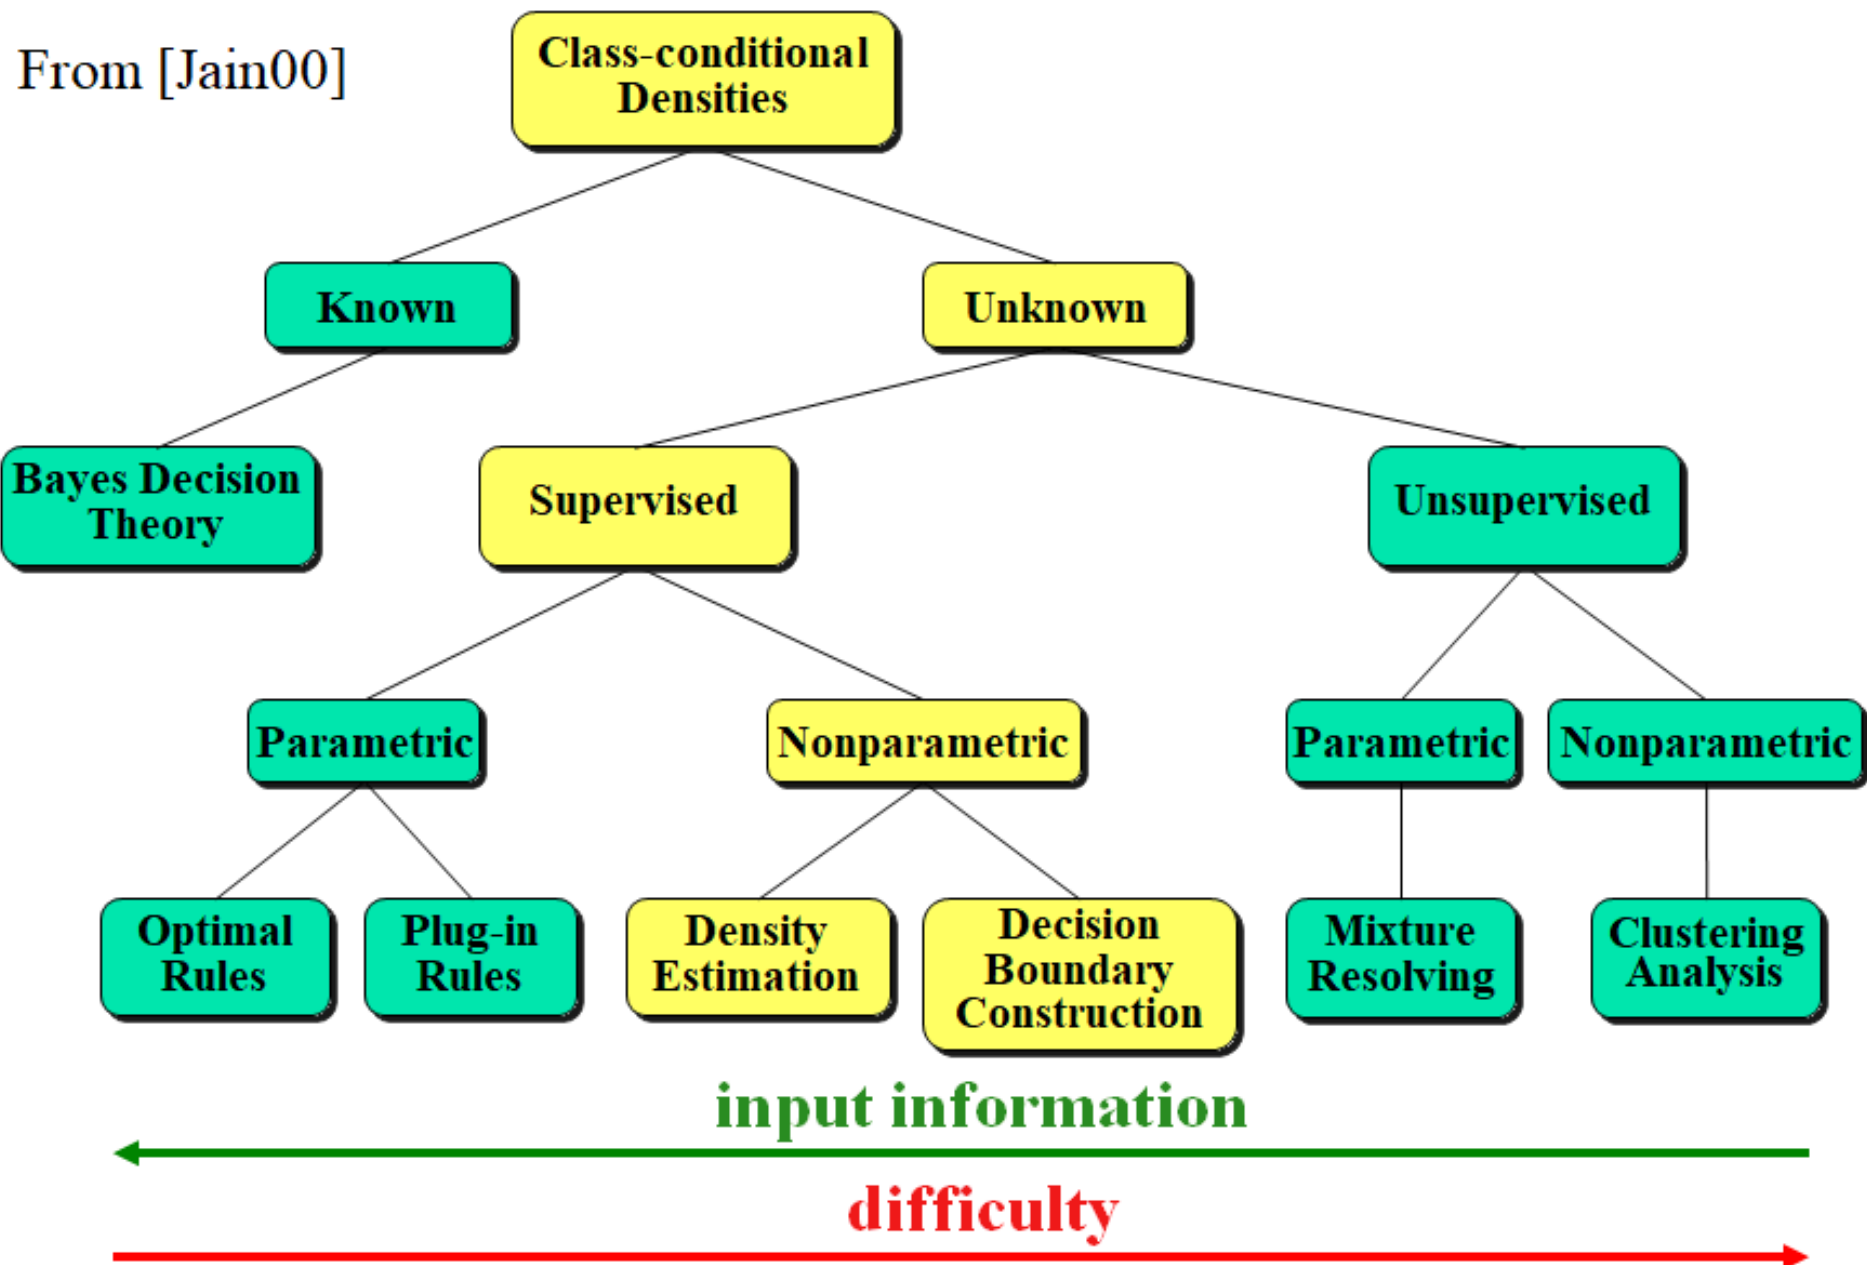 From [Jain00]
Class-conditional
Densities
Known
Unknown
Bayes Decision
Theory
Supervised
Unsupervised
Parametric
Nonparametric
Parametric
Nonparametric
Optimal
Rules
Plug-in
Rules
Density
Estimation
Decision
Boundary
Construction
Mixture
Resolving
Clustering
Analysis
input information
difficulty